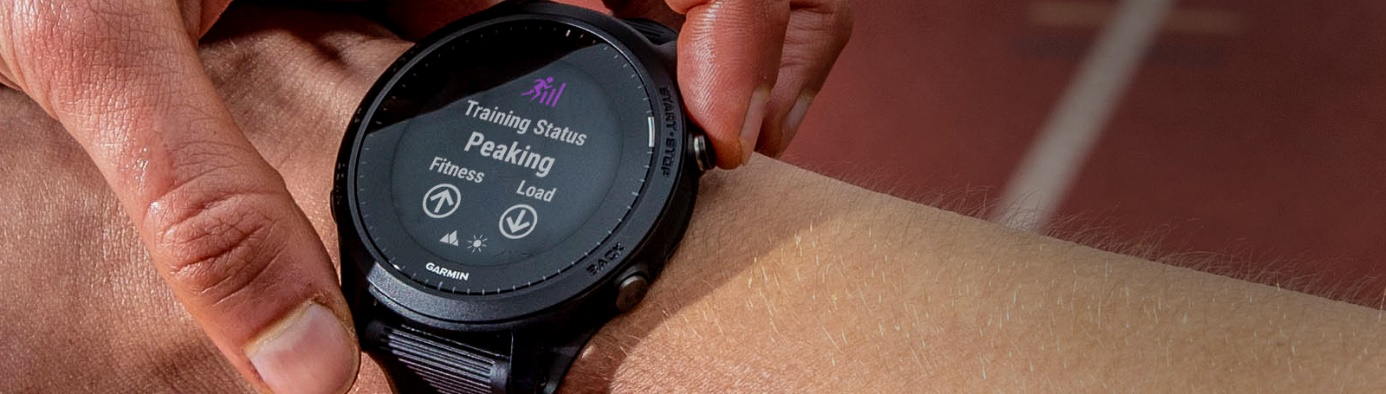 Training Status
Peaking
Fitness Load
GARMIN
START • STOP
BACK